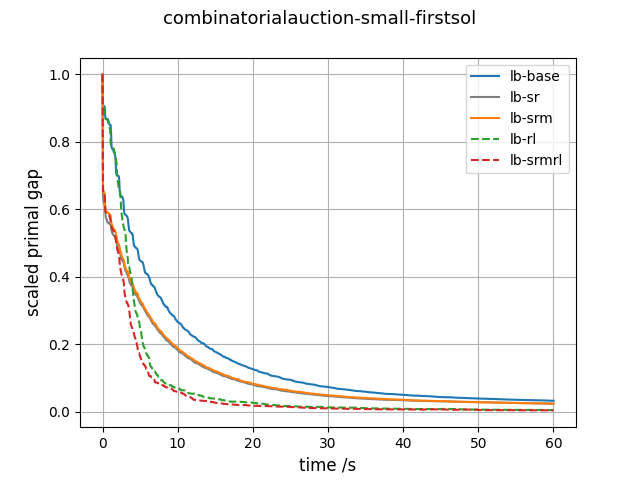 combinatorialauction-small-firstsol
1.0
0.8
0.6
0.4
0.2
0.0
scaled primal gap
0
10
20
30
40
50
60
time /s
lb-base
lb-sr
lb-srm
lb-rl
lb-srmrl